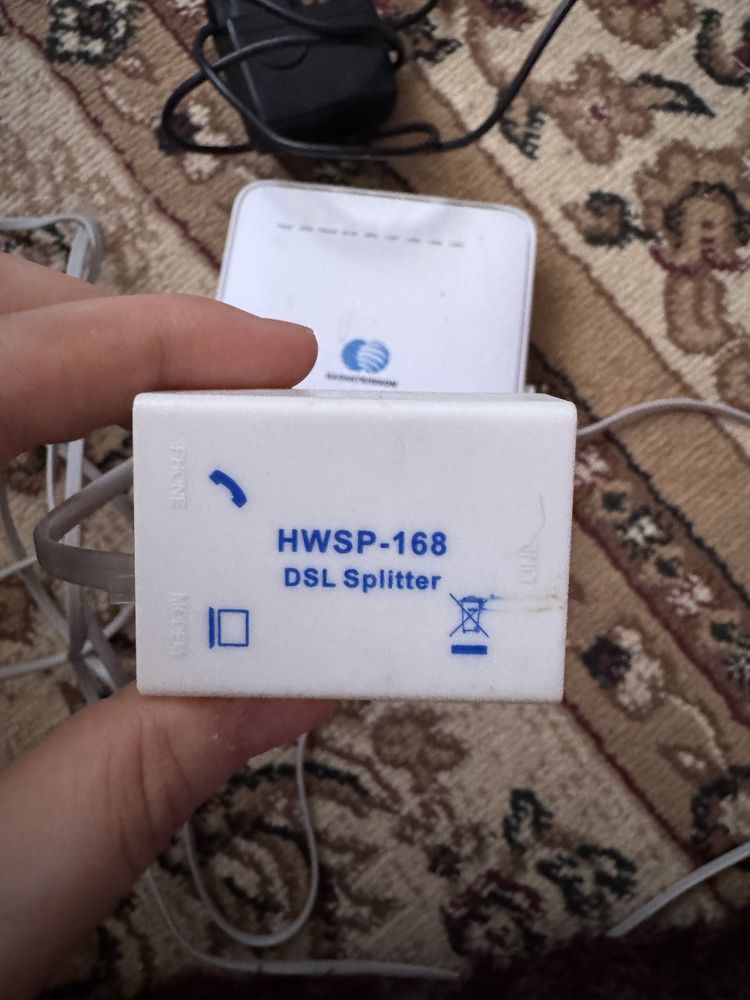 PHONE
HWSP-168
DSL Splitter
LINE
MODEM